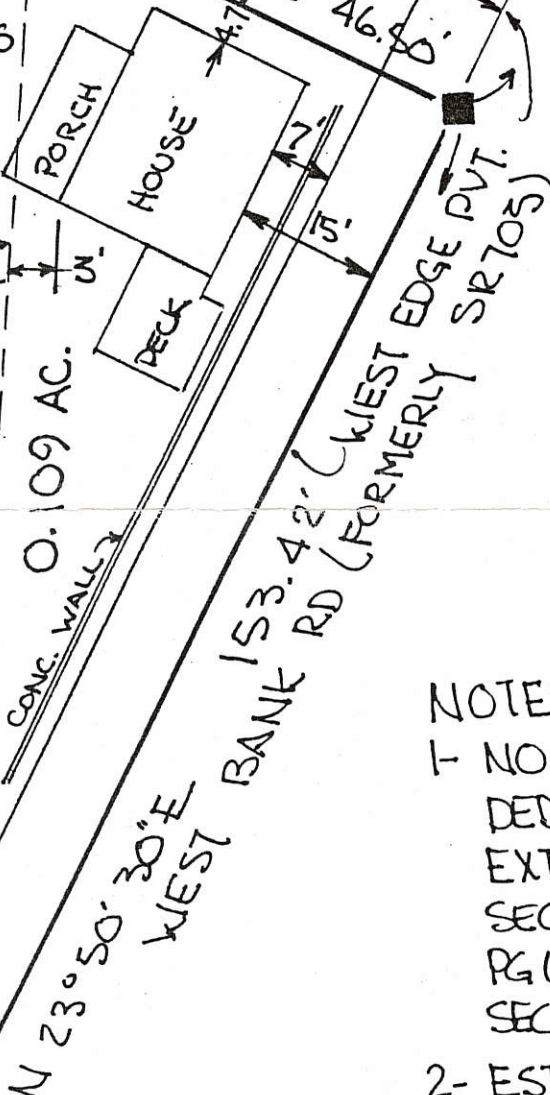 46.50'
4.7
PORCH
HOUSE
7'
15'
3'
DECK
0.109 AC.
CONC. WALL
N 23° 50' 30" E
153.42' (WEST EDGE PVT.
WEST BANK RD (FORMERLY SR705)
NOTE
1- NO
DET
EXT
SEC
PG (
SEC
2- EST